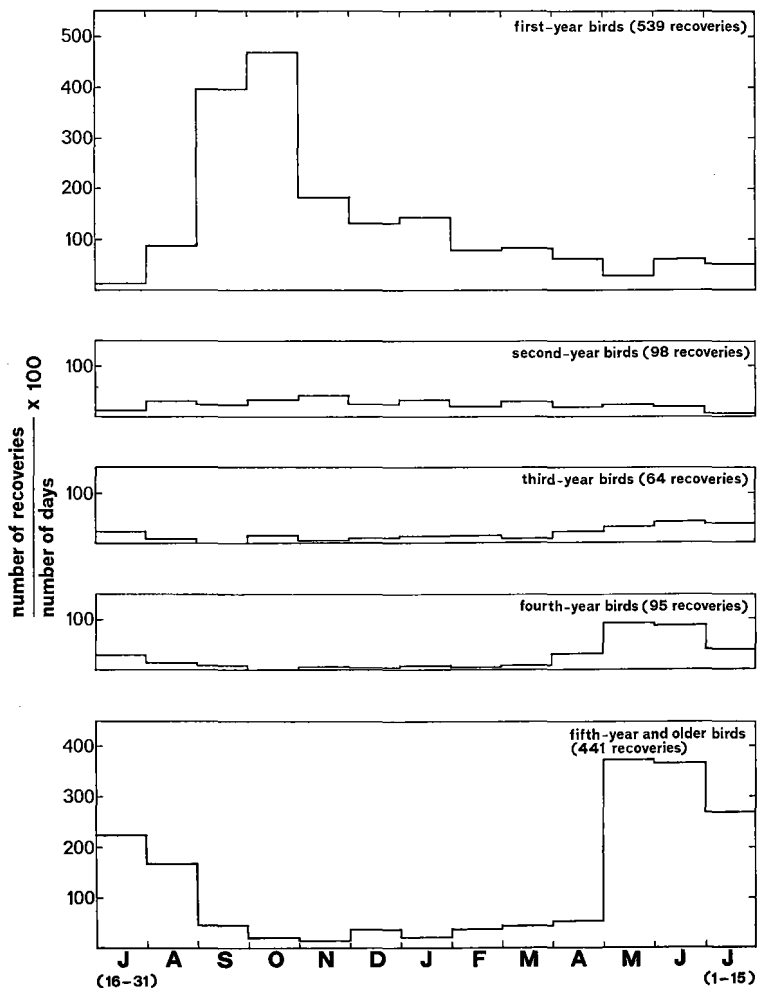 500
first-year birds (539 recoveries)
400
300
200
100
100
second-year birds (98 recoveries)
number of recoveries
number of days
x 100
100
third-year birds (64 recoveries)
100
fourth-year birds (95 recoveries)
400
fifth-year and older birds
(441 recoveries)
300
200
100
J A S O N D J F M A M J J
(16-31) (1-15)